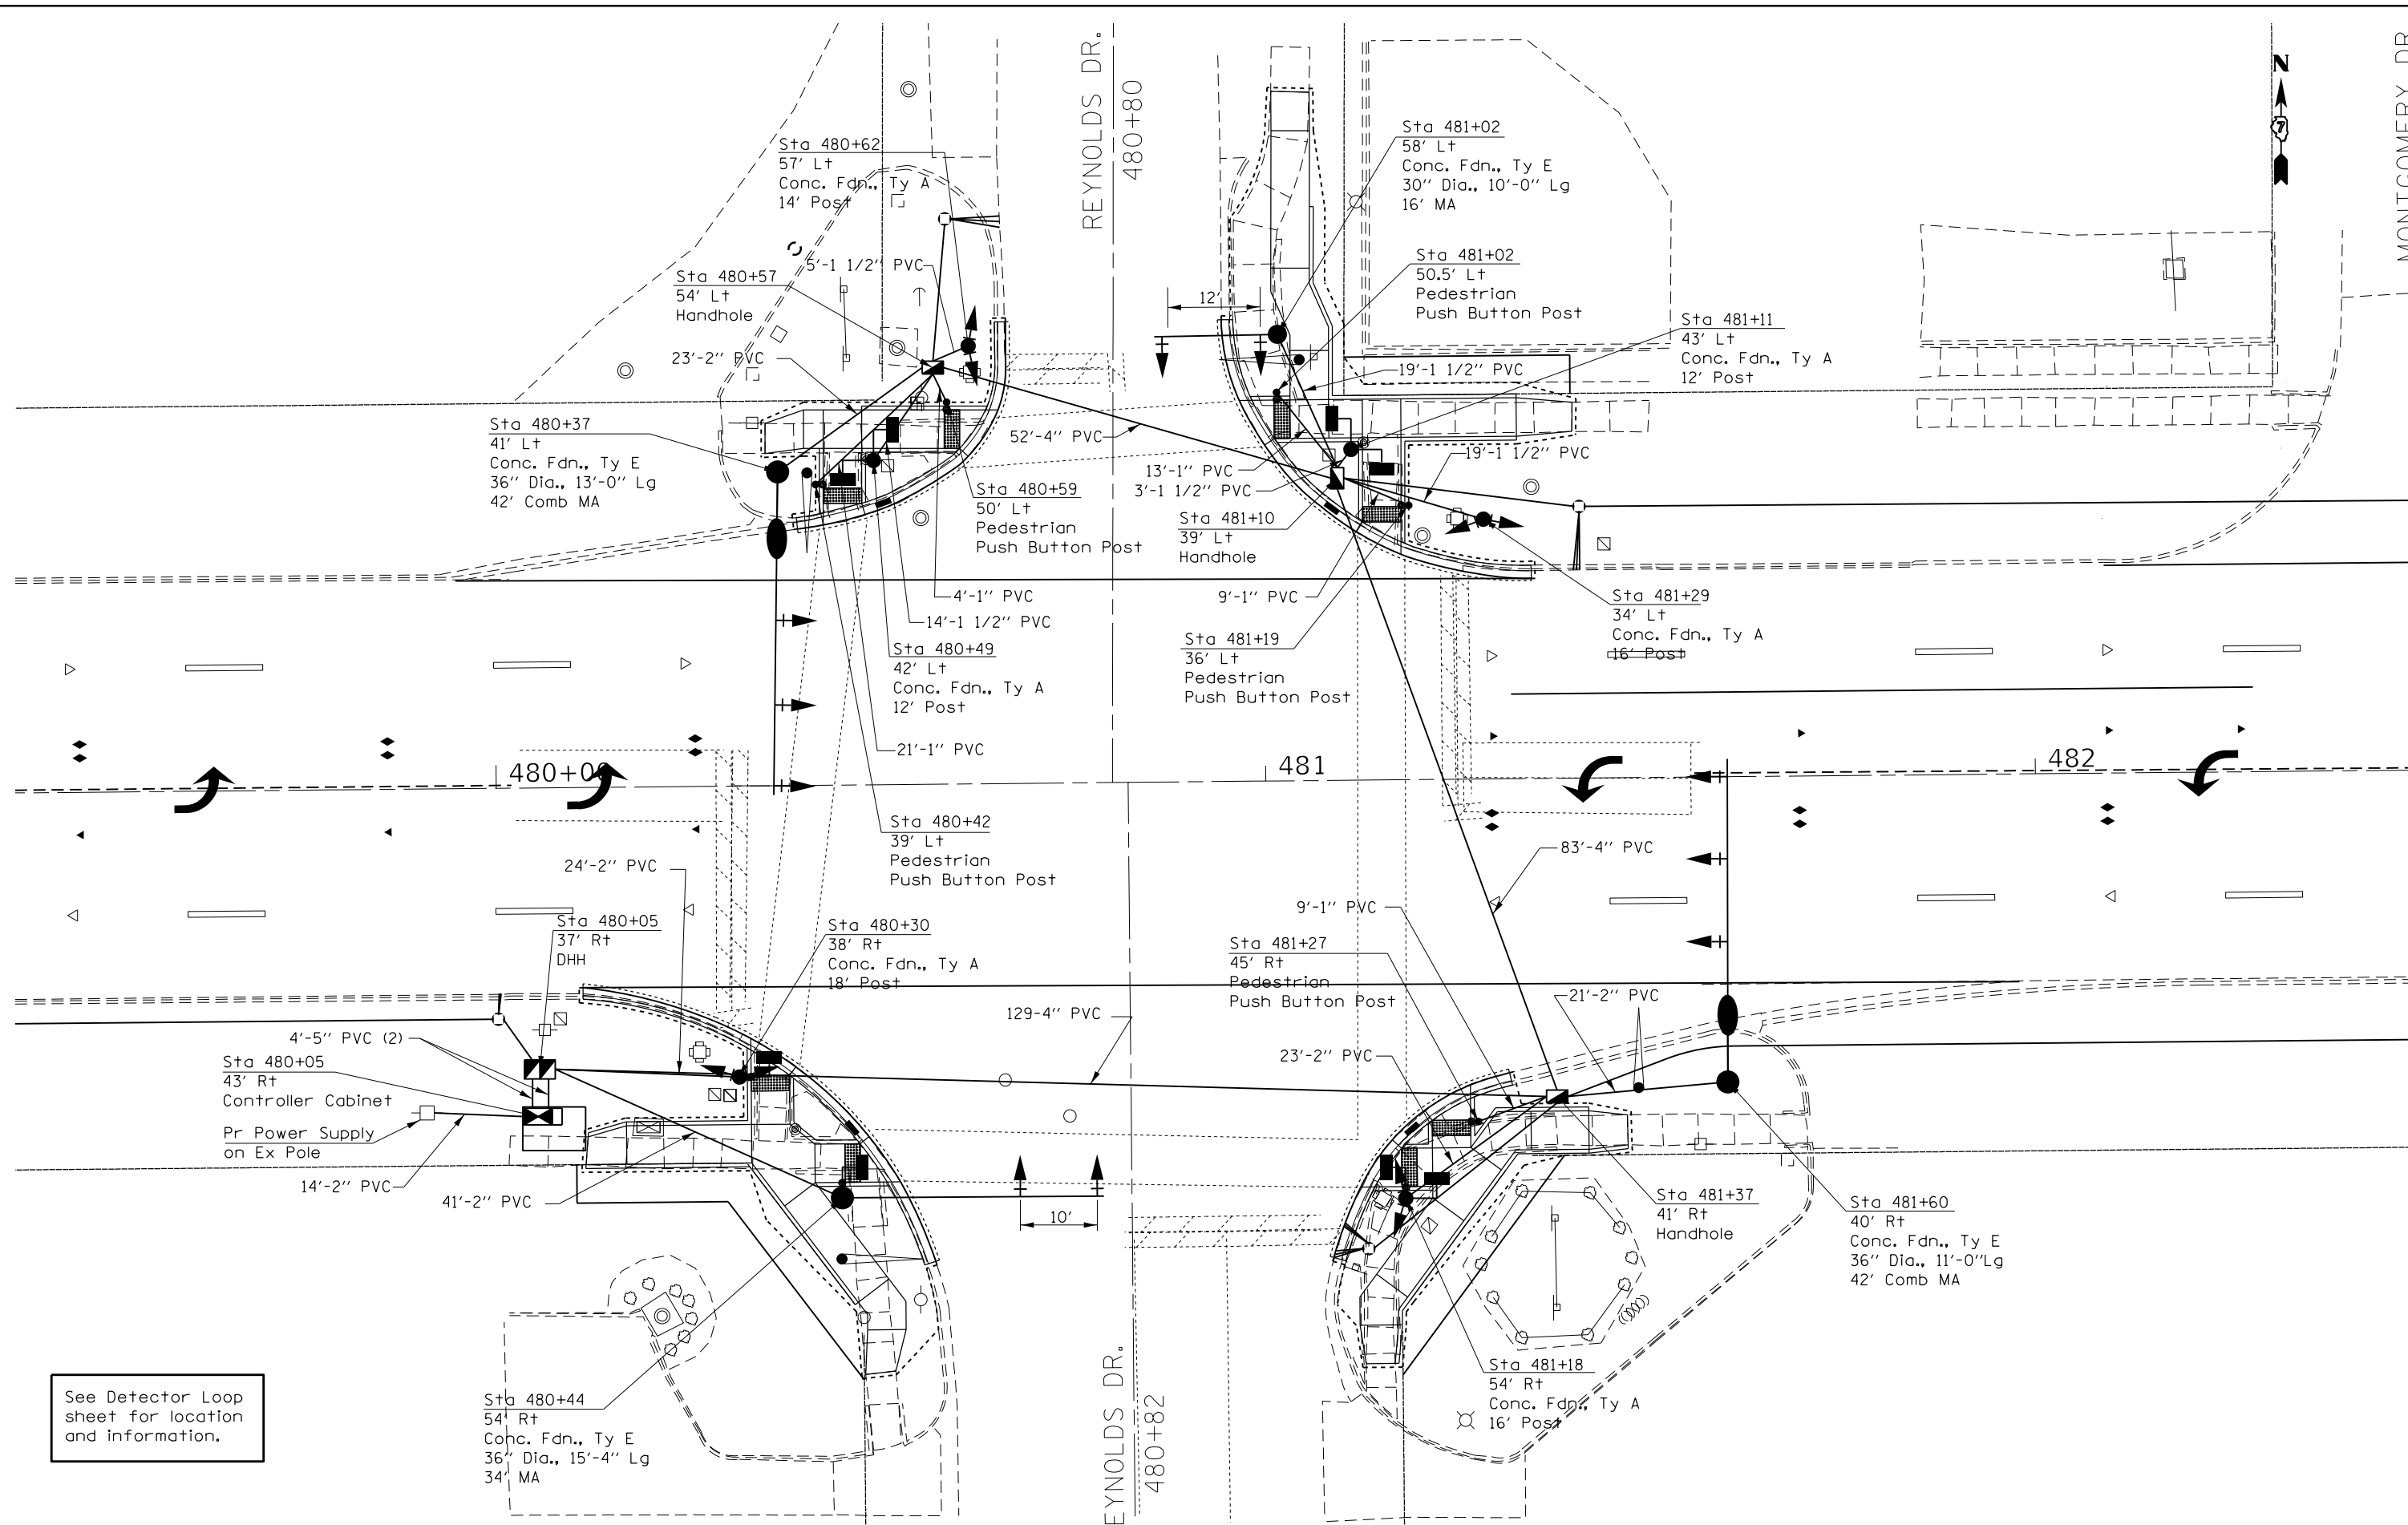 REYNOLDS DR.
480+80
MONTGOMERY DR
N
7
Sta 480+62
57' Lt
Conc. Fdn., Ty A
14' Post
Sta 481+02
58' Lt
Conc. Fdn., Ty E
30'' Dia., 10'-0'' Lg
16' MA
Sta 480+57
54' Lt
Handhole
5'-1 1/2'' PVC
12'
Sta 481+02
50.5' Lt
Pedestrian
Push Button Post
Sta 481+11
43' Lt
Conc. Fdn., Ty A
12' Post
23'-2'' PVC
19'-1 1/2'' PVC
Sta 480+37
41' Lt
Conc. Fdn., Ty E
36'' Dia., 13'-0'' Lg
42' Comb MA
52'-4'' PVC
13'-1'' PVC
3'-1 1/2'' PVC
19'-1 1/2'' PVC
Sta 480+59
50' Lt
Pedestrian
Push Button Post
Sta 481+10
39' Lt
Handhole
4'-1'' PVC
14'-1 1/2'' PVC
9'-1'' PVC
Sta 481+29
34' Lt
Conc. Fdn., Ty A
16' Post
Sta 480+49
42' Lt
Conc. Fdn., Ty A
12' Post
Sta 481+19
36' Lt
Pedestrian
Push Button Post
21'-1'' PVC
480+00
481
482
Sta 480+42
39' Lt
Pedestrian
Push Button Post
24'-2'' PVC
83'-4'' PVC
9'-1'' PVC
Sta 480+05
37' Rt
DHH
Sta 480+30
38' Rt
Conc. Fdn., Ty A
18' Post
Sta 481+27
45' Rt
Pedestrian
Push Button Post
129-4'' PVC
21'-2'' PVC
4'-5'' PVC (2)
23'-2'' PVC
Sta 480+05
43' Rt
Controller Cabinet
Pr Power Supply
on Ex Pole
14'-2'' PVC
41'-2'' PVC
10'
Sta 481+37
41' Rt
Handhole
Sta 481+60
40' Rt
Conc. Fdn., Ty E
36'' Dia., 11'-0''Lg
42' Comb MA
Sta 480+44
54' Rt
Conc. Fdn., Ty E
36'' Dia., 15'-4'' Lg
34' MA
Sta 481+18
54' Rt
Conc. Fdn., Ty A
16' Post
See Detector Loop
sheet for location
and information.
EYNOLDS DR.
480+82